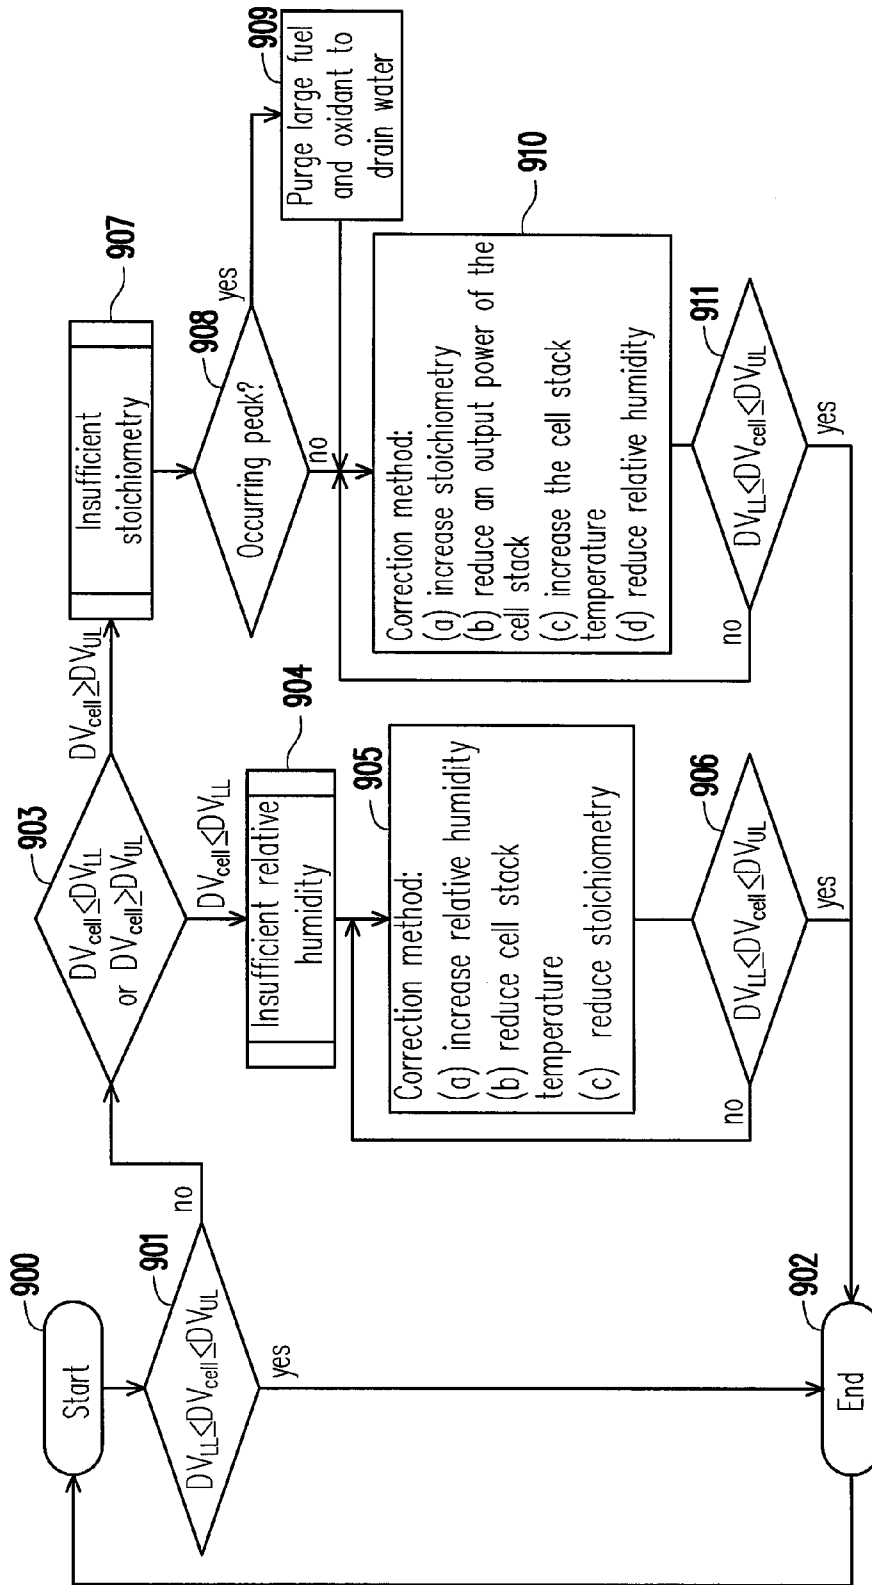 900
Start
901
DV_LL≤DV_cell≤DV_UL
no
yes
902
End
903
DV_cell≤DV_LL
or DV_cell≥DV_UL
DV_cell≤DV_LL
DV_cell≥DV_UL
904
Insufficient relative
humidity
905
Correction method:
(a) increase relative humidity
(b) reduce cell stack
temperature
(c) reduce stoichiometry
906
DV_LL≤DV_cell≤DV_UL
no
yes
907
Insufficient
stoichiometry
908
Occurring peak?
yes
no
909
Purge large fuel
and oxidant to
drain water
910
Correction method:
(a) increase stoichiometry
(b) reduce an output power of the
cell stack
(c) increase the cell stack
temperature
(d) reduce relative humidity
911
DV_LL≤DV_cell≤DV_UL
no
yes